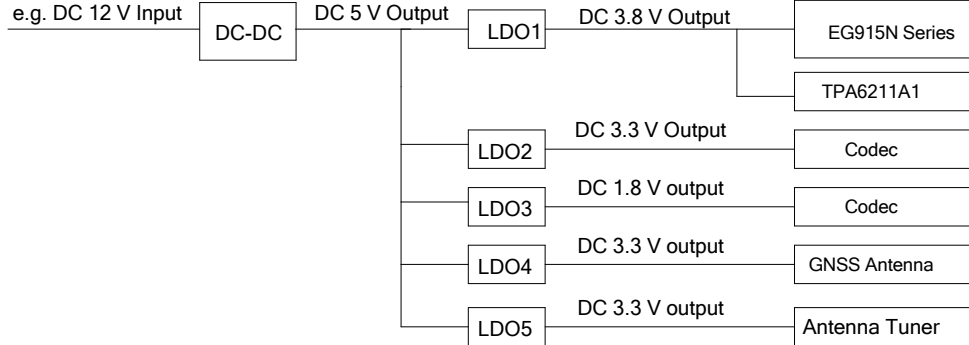 e.g. DC 12 V Input
DC-DC
DC 5 V Output
LDO1
DC 3.8 V Output
EG915N Series
TPA6211A1
LDO2
DC 3.3 V Output
Codec
LDO3
DC 1.8 V output
Codec
LDO4
DC 3.3 V output
GNSS Antenna
LDO5
DC 3.3 V output
Antenna Tuner